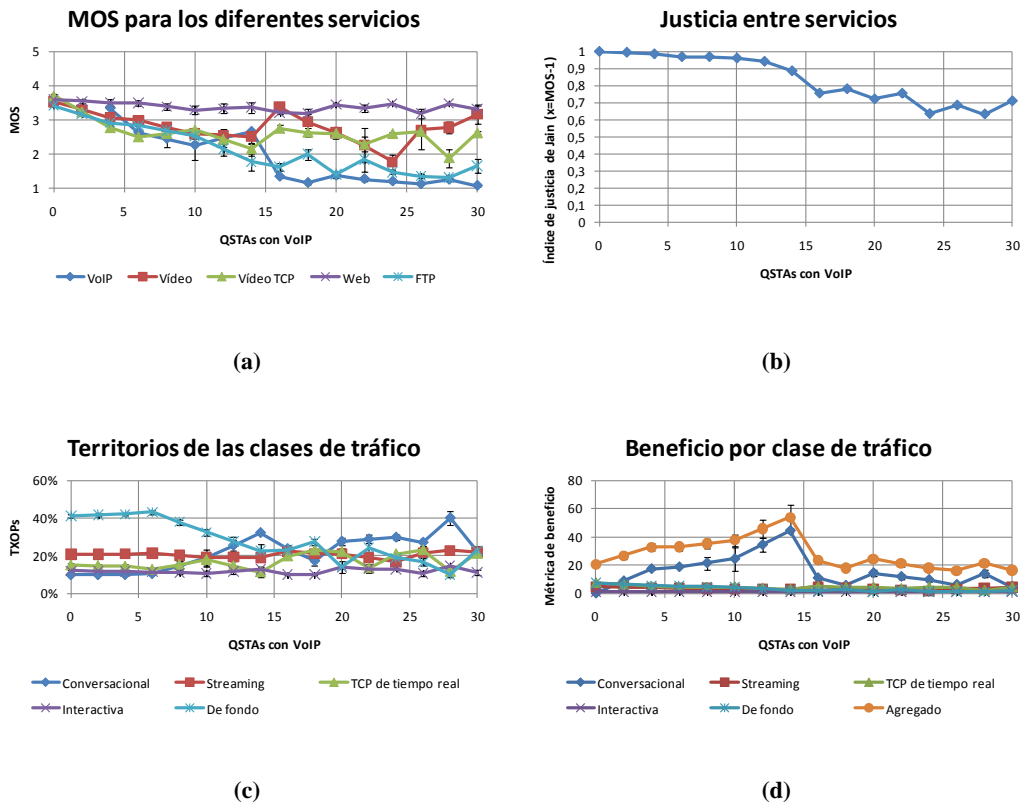 MOS para los diferentes servicios
5
4
3
2
1
MOS
0 5 10 15 20 25 30
QSTAs con VoIP
VoIP Vídeo Vídeo TCP Web FTP
(a)
Justicia entre servicios
1
0,9
0,8
0,7
0,6
0,5
0,4
0,3
0,2
0,1
0
Índice de justicia de Jain (x=MOS-1)
0 5 10 15 20 25 30
QSTAs con VoIP
(b)
Territorios de las clases de tráfico
60%
40%
20%
0%
TXOPs
0 5 10 15 20 25 30
QSTAs con VoIP
Conversacional Streaming TCP de tiempo real
Interactiva De fondo
(c)
Beneficio por clase de tráfico
80
60
40
20
0
Métrica de beneficio
0 5 10 15 20 25 30
QSTAs con VoIP
Conversacional Streaming TCP de tiempo real
Interactiva De fondo Agregado
(d)